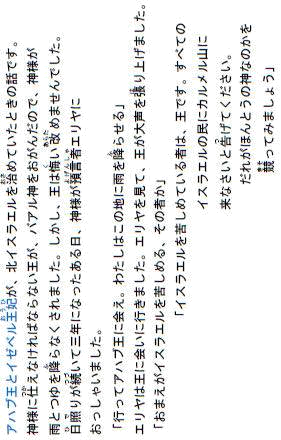 アハブ王とイゼベル王妃が、北イスラエルを治めていたときの話です。
神様に仕えなければならない王が、バアル神をおがんだので、神様が
雨とつゆを降らなくされました。しかし、王は悔い改めませんでした。
日照りが続いて三年になったある日、神様が預言者エリヤに
おっしゃいました。
「行ってアハブ王に会え。わたしはこの地に雨を降らせる」
エリヤは王に会いに行きました。エリヤを見て、王が大声を張り上げました。
「おまえがイスラエルを苦しめる、その者か」
「イスラエルを苦しめている者は、王です。すべての
イスラエルの民にカルメル山に
来なさいと告げてください。
だれがほんとうの神なのかを
競ってみましょう」